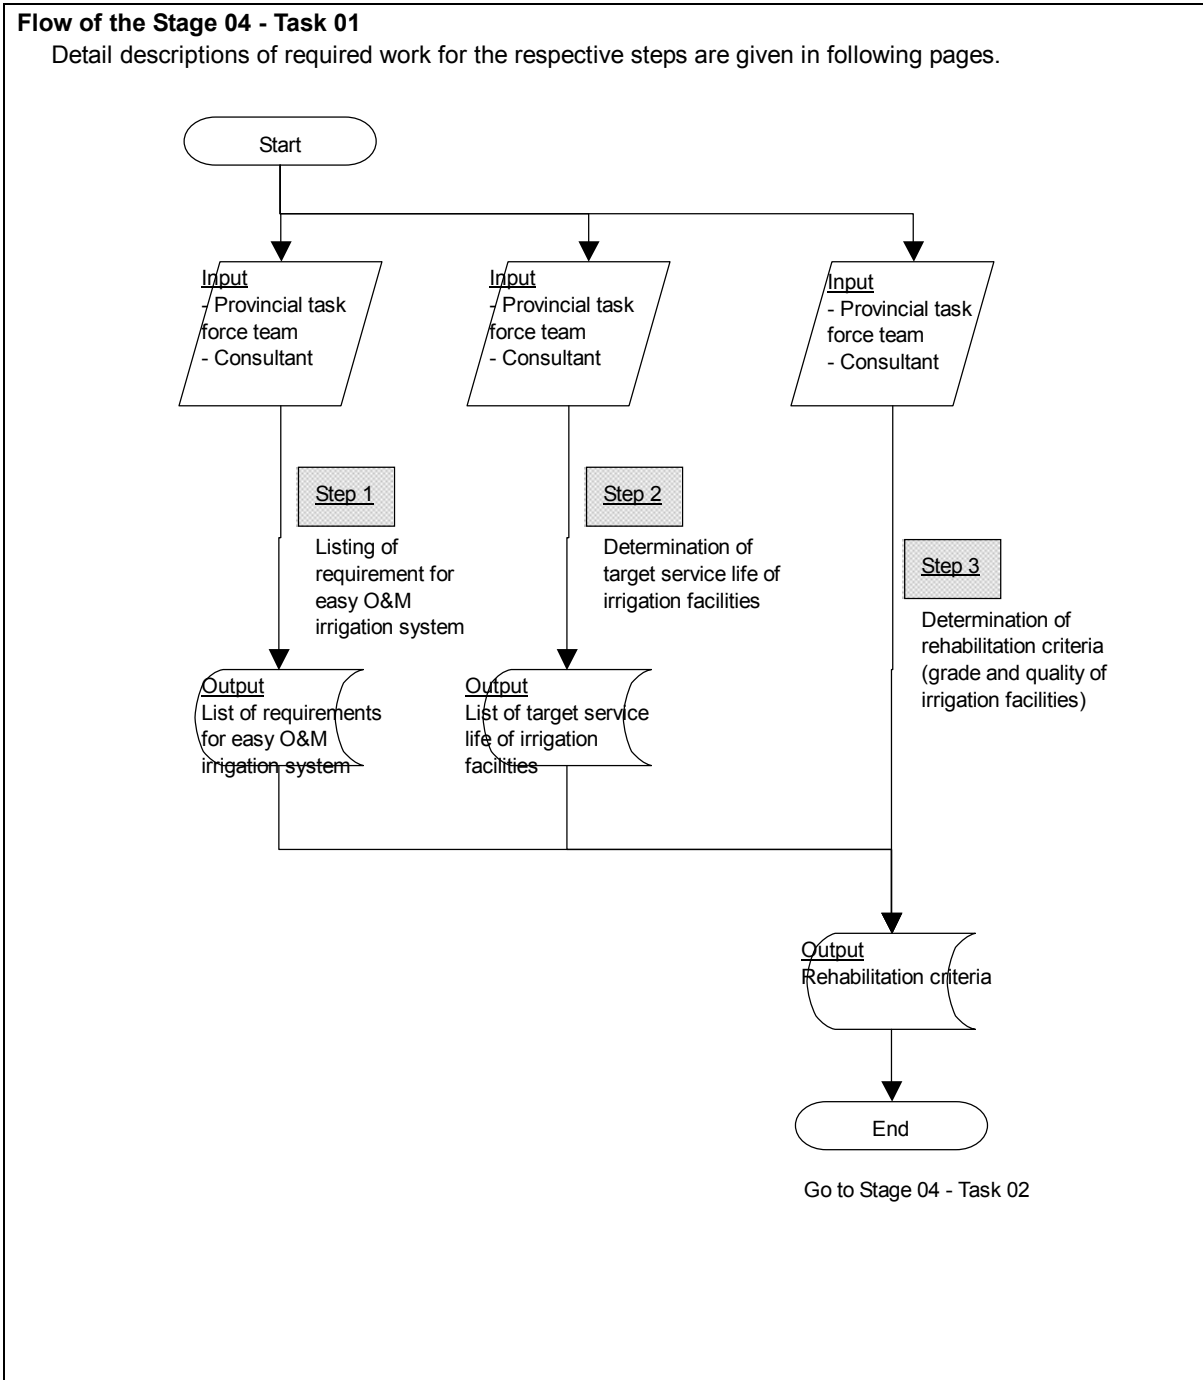 Flow of the Stage 04 - Task 01
Detail descriptions of required work for the respective steps are given in following pages.
Start
Input
- Provincial task
force team
- Consultant
Input
- Provincial task
force team
- Consultant
Input
- Provincial task
force team
- Consultant
Step 1
Listing of
requirement for
easy O&M
irrigation system
Step 2
Determination of
target service life of
irrigation facilities
Step 3
Determination of
rehabilitation criteria
(grade and quality of
irrigation facilities)
Output
List of requirements
for easy O&M
irrigation system
Output
List of target service
life of irrigation
facilities
Output
Rehabilitation criteria
End
Go to Stage 04 - Task 02